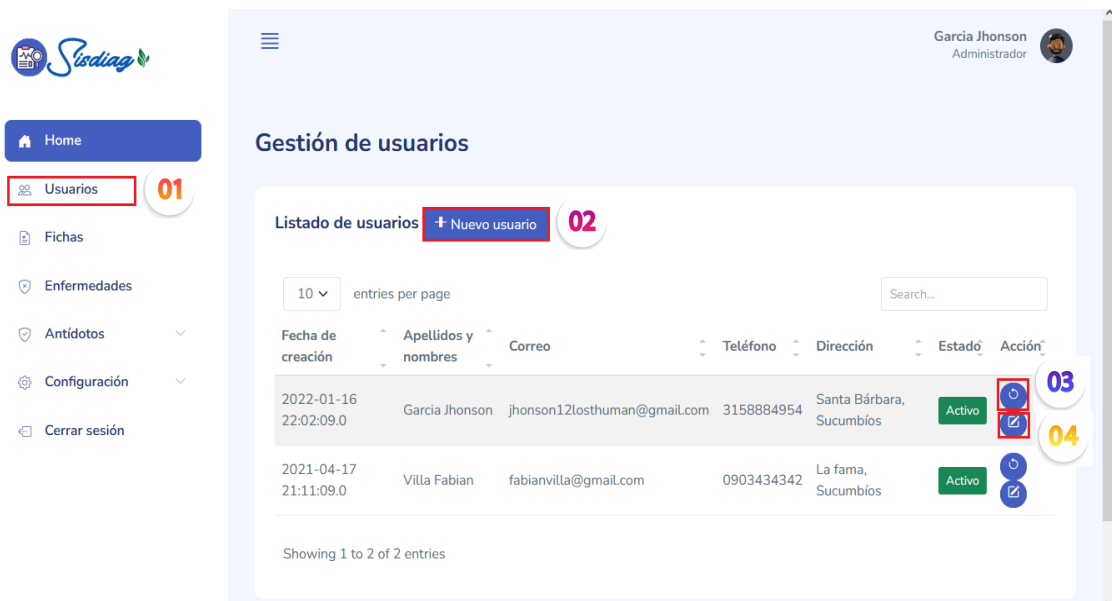 Sisdiag
Garcia Jhonson
Administrador
Home
Usuarios
01
Fichas
Enfermedades
Antídotos
Configuración
Cerrar sesión
Gestión de usuarios
Listado de usuarios + Nuevo usuario 02
10 entries per page Search...
Fecha de creación Apellidos y nombres Correo Teléfono Dirección Estado Acción
03
2022-01-16 22:02:09.0 Garcia Jhonson jhonson12losthuman@gmail.com 3158884954 Santa Bárbara, Sucumbíos Activo
04
2021-04-17 21:11:09.0 Villa Fabian fabianvilla@gmail.com 0903434342 La fama, Sucumbíos Activo
Showing 1 to 2 of 2 entries